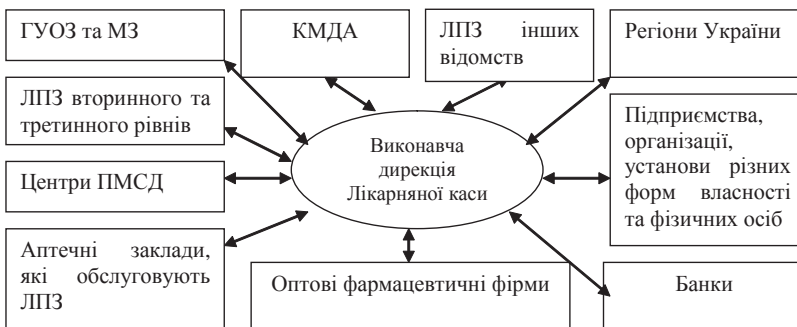 ГУОЗ та МЗ
КМДА
ЛПЗ інших
відомств
Регіони України
ЛПЗ вторинного та
третинного рівнів
Центри ПМСД
Аптечні заклади,
які обслуговують
ЛПЗ
Виконавча
дирекція
Лікарняної каси
Підприємства,
організації,
установи різних
форм власності
та фізичних осіб
Оптові фармацевтичні фірми
Банки